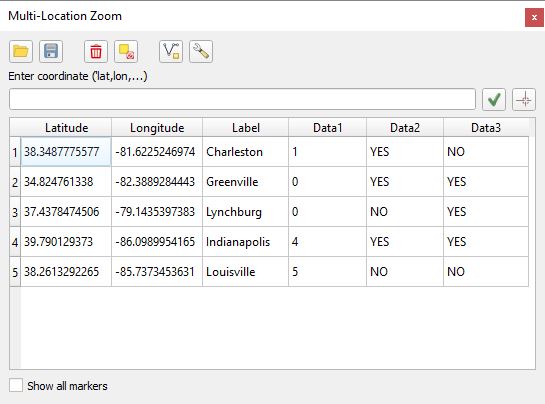 Multi-Location Zoom
x
Enter coordinate ('lat,lon,...)
Latitude Longitude Label Data1 Data2 Data3
1 38.3487775577 -81.6225246974 Charleston 1 YES NO
2 34.824761338 -82.3889284443 Greenville 0 YES YES
3 37.4378474506 -79.1435397383 Lynchburg 0 NO YES
4 39.790129373 -86.0989954165 Indianapolis 4 YES YES
5 38.2613292265 -85.7373453631 Louisville 5 NO NO
Show all markers